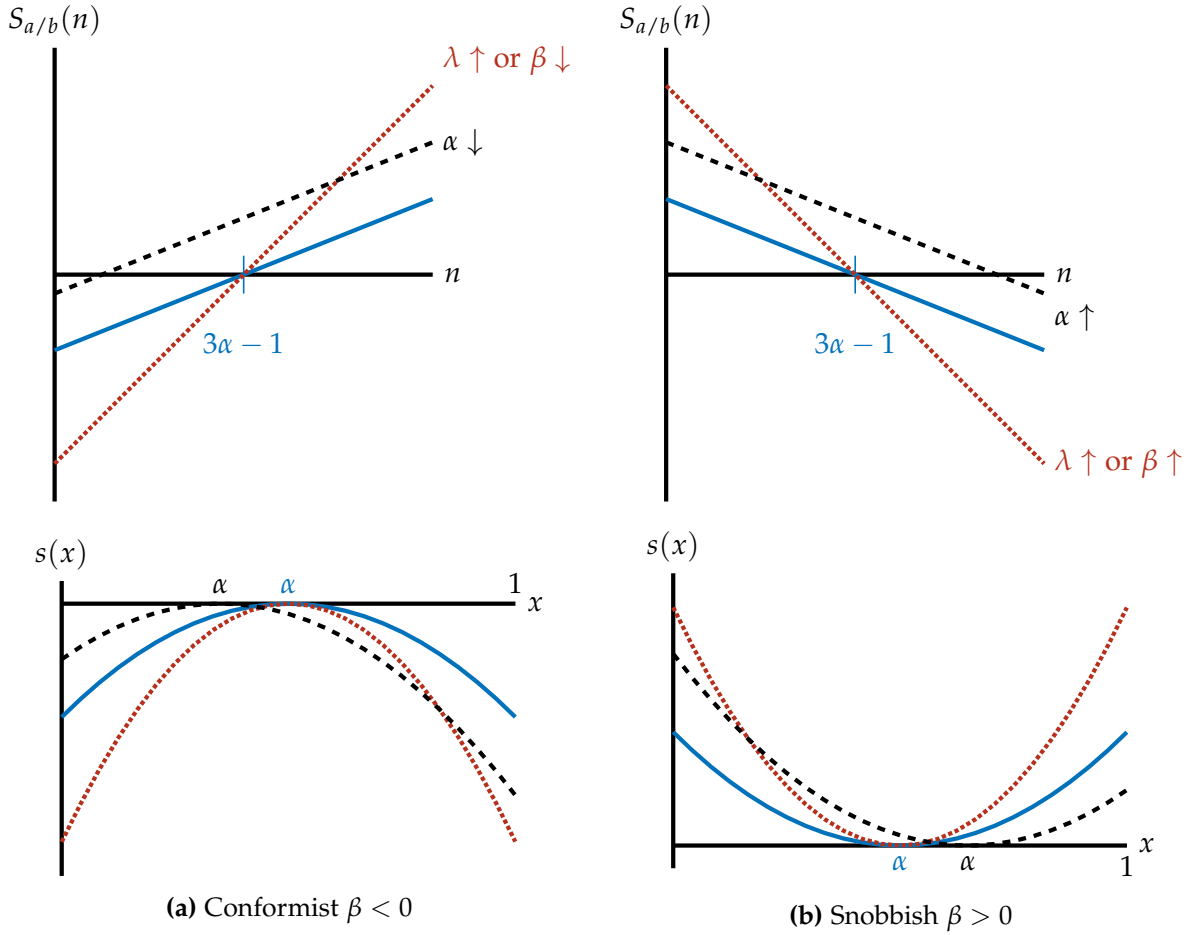 S_{a/b}(n)
λ ↑ or β ↓
α ↓
n
3α − 1
S_{a/b}(n)
n
α ↑
3α − 1
λ ↑ or β ↑
s(x)
α
α
1
x
(a) Conformist β < 0
s(x)
x
α
α
1
(b) Snobbish β > 0